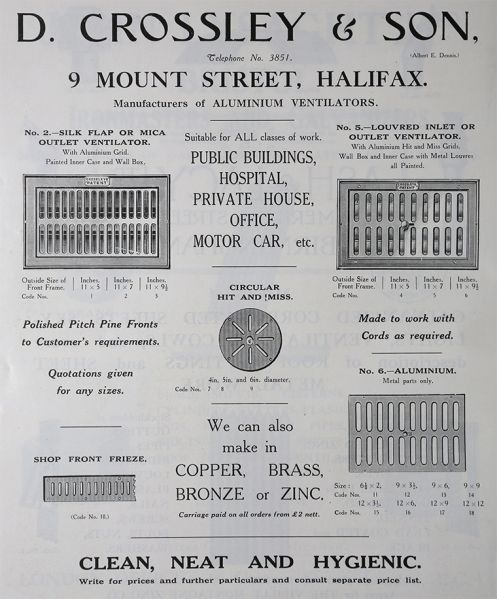 D. CROSSLEY & SON,
Telephone No. 3851.
(Albert E. Dennis.)
9 MOUNT STREET, HALIFAX.
Manufacturers of ALUMINIUM VENTILATORS.
No. 2.—SILK FLAP OR MICA
OUTLET VENTILATOR.
With Aluminium Grid,
Painted Inner Case and Wall Box,
CROSSLEY'S
PATENT
Outside Size of Front Frame. | Inches. 11 × 5 | Inches. 11 × 7 | Inches. 11 × 9½
Code Nos. 1 2 3
Polished Pitch Pine Fronts
to Customer's requirements.
Quotations given
for any sizes.
SHOP FRONT FRIEZE.
(Code No. 10.)
Suitable for ALL classes of work.
PUBLIC BUILDINGS,
HOSPITAL,
PRIVATE HOUSE,
OFFICE,
MOTOR CAR, etc.
CIRCULAR
HIT AND MISS.
4in, 5in, and 6in. diameter.
Code Nos. 7 8 9
We can also
make in
COPPER, BRASS,
BRONZE or ZINC,
Carriage paid on all orders from £2 nett.
No. 5.—LOUVRED INLET OR
OUTLET VENTILATOR.
With Aluminium Hit and Miss Grids,
Wall Box and Inner Case with Metal Louvres
all Painted.
PATENT
Outside Size of Front Frame. | Inches. 11 × 5 | Inches. 11 × 7 | Inches. 11 × 9½
Code Nos. 4 5 6
Made to work with
Cords as required.
No. 6.—ALUMINIUM.
Metal parts only.
Size : 6½ × 2, 9 × 3½, 9 × 6, 9 × 9
Code Nos. 11 12 13 14
12 × 3½, 12 × 6, 12 × 9 12 × 12
Code Nos. 15 16 17 18
CLEAN, NEAT AND HYGIENIC.
Write for prices and further particulars and consult separate price list.